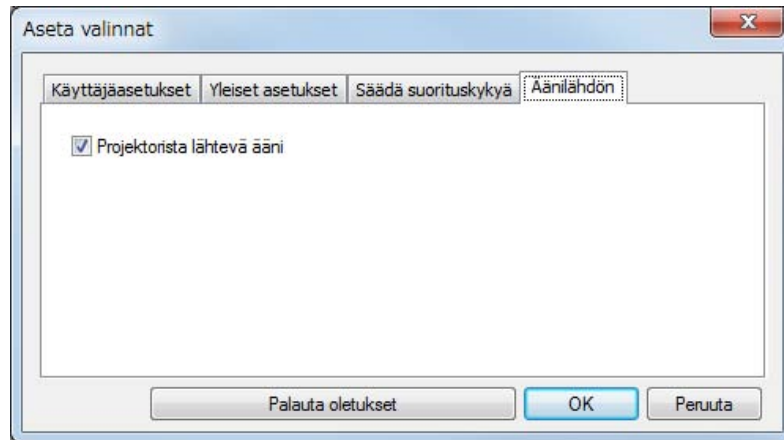 Aseta valinnat
Käyttäjäasetukset Yleiset asetukset Säädä suorituskykyä Äänilähdön
Projektorista lähtevä ääni
Palauta oletukset OK Peruuta